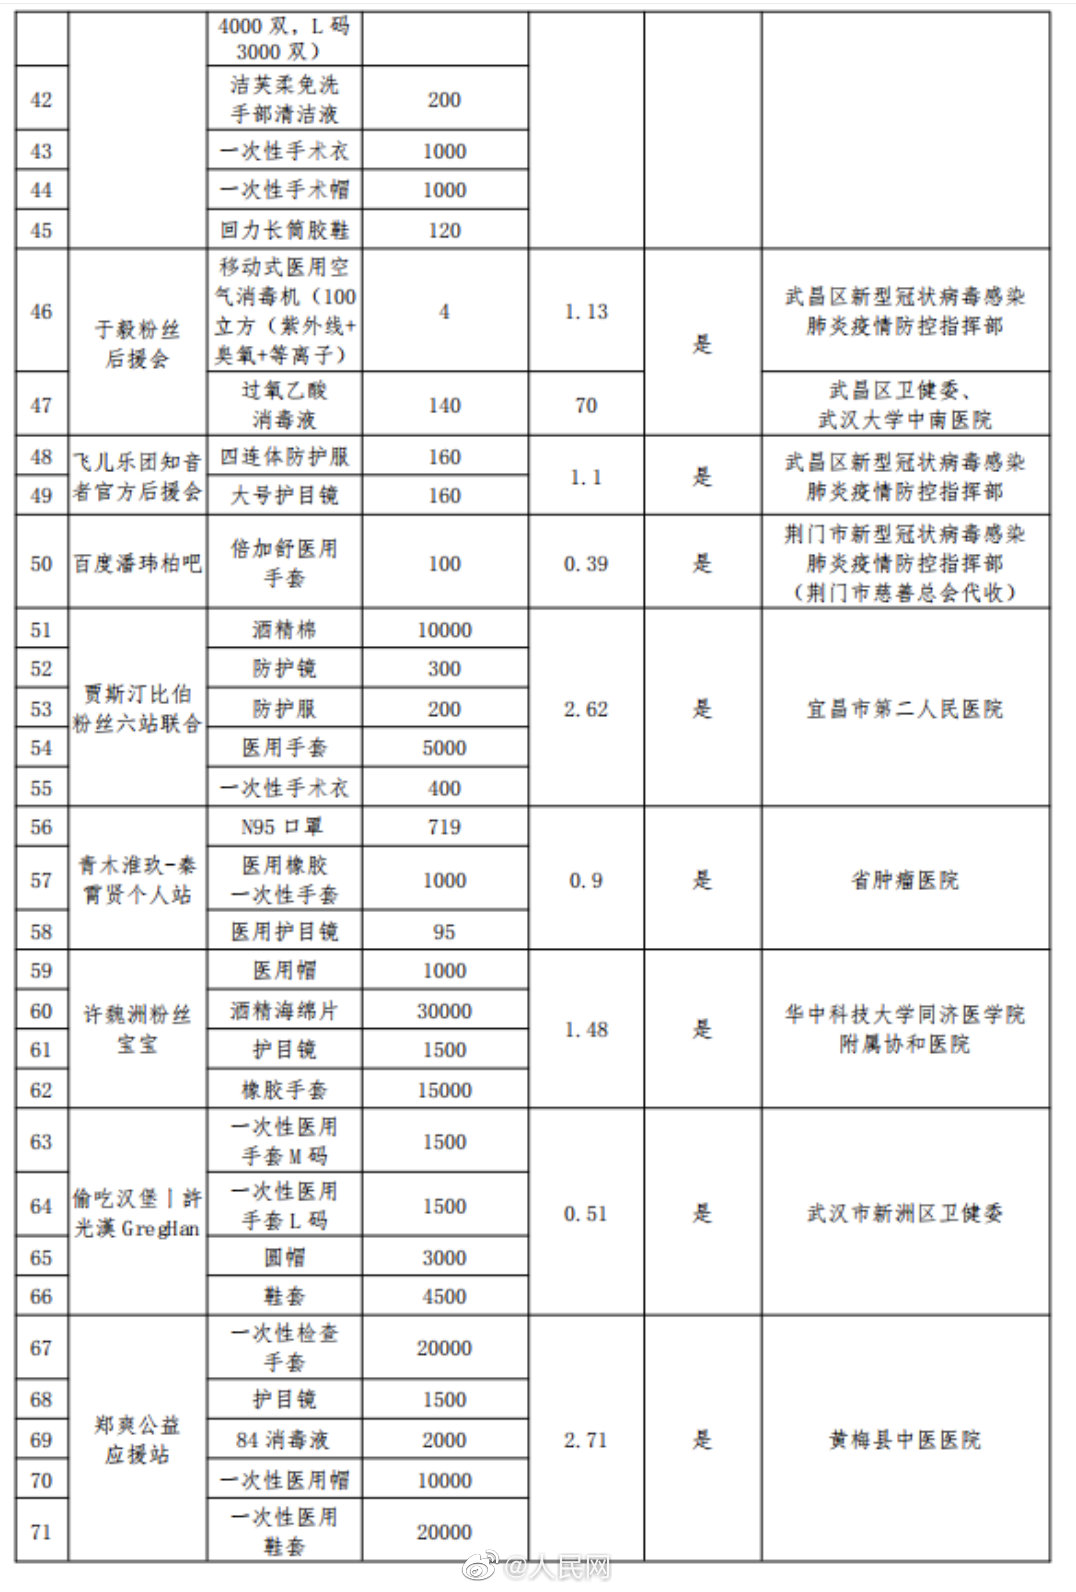 4000 双，L 码
3000 双）
42
洁芙柔免洗
手部清洁液
200
43
一次性手术衣
1000
44
一次性手术帽
1000
45
回力长筒胶鞋
120
于毅粉丝
后援会
46
移动式医用空
气消毒机（100
立方（紫外线+
臭氧+等离子）
4
1.13
是
武昌区新型冠状病毒感染
肺炎疫情防控指挥部
47
过氧乙酸
消毒液
140
70
武昌区卫健委、
武汉大学中南医院
48
飞儿乐团知音
者官方后援会
四连体防护服
160
1.1
是
武昌区新型冠状病毒感染
肺炎疫情防控指挥部
49
大号护目镜
160
50
百度潘玮柏吧
倍加舒医用
手套
100
0.39
是
荆门市新型冠状病毒感染
肺炎疫情防控指挥部
（荆门市慈善总会代收）
51
贾斯汀比伯
粉丝六站联合
酒精棉
10000
2.62
是
宜昌市第二人民医院
52
防护镜
300
53
防护服
200
54
医用手套
5000
55
一次性手术衣
400
56
青木淮玖-秦
霄贤个人站
N95 口罩
719
0.9
是
省肿瘤医院
57
医用橡胶
一次性手套
1000
58
医用护目镜
95
59
许魏洲粉丝
宝宝
医用帽
1000
1.48
是
华中科技大学同济医学院
附属协和医院
60
酒精海绵片
30000
61
护目镜
1500
62
橡胶手套
15000
63
偷吃汉堡丨許
光漢 GregHan
一次性医用
手套 M 码
1500
0.51
是
武汉市新洲区卫健委
64
一次性医用
手套 L 码
1500
65
圆帽
3000
66
鞋套
4500
67
郑爽公益
应援站
一次性检查
手套
20000
2.71
是
黄梅县中医医院
68
护目镜
1500
69
84 消毒液
2000
70
一次性医用帽
10000
71
一次性医用
鞋套
20000
@人民网